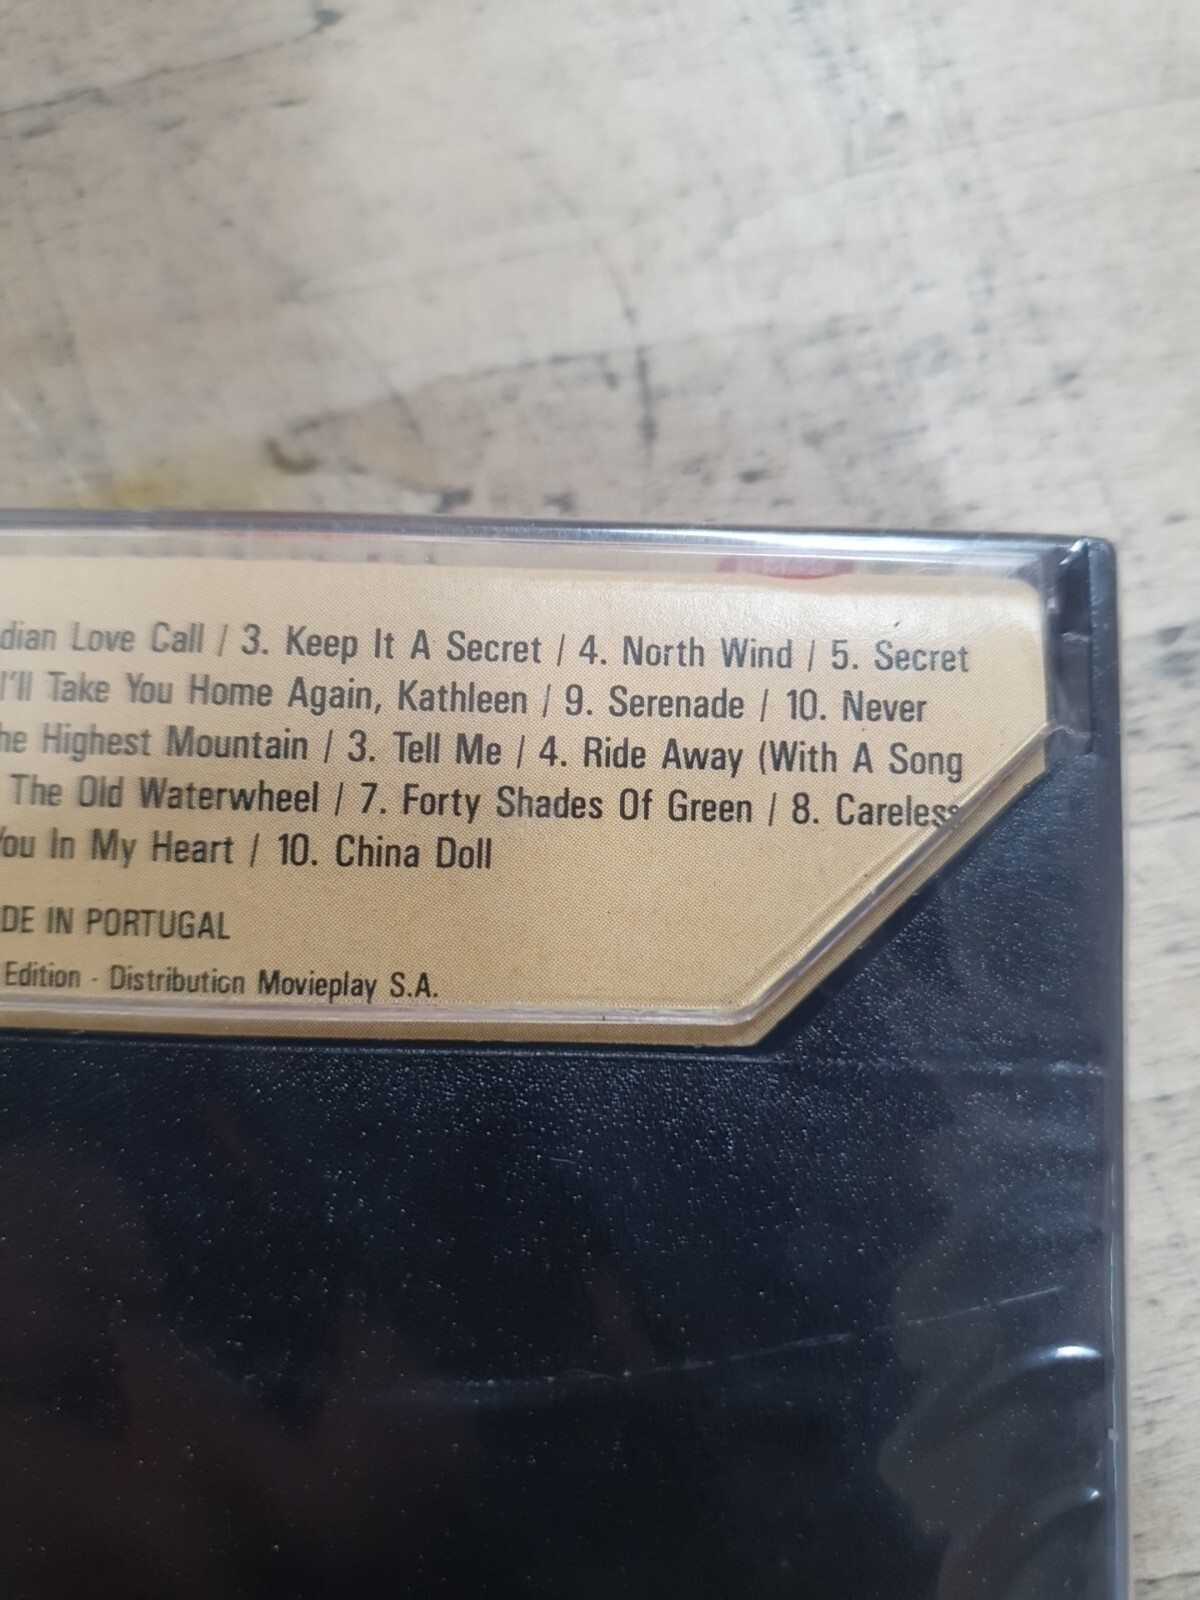 dian Love Call / 3. Keep It A Secret / 4. North Wind / 5. Secret
I'll Take You Home Again, Kathleen / 9. Serenade / 10. Never
he Highest Mountain / 3. Tell Me / 4. Ride Away (With A Song
The Old Waterwheel / 7. Forty Shades Of Green / 8. Careless
You In My Heart / 10. China Doll
DE IN PORTUGAL
Edition - Distribution Movieplay S.A.